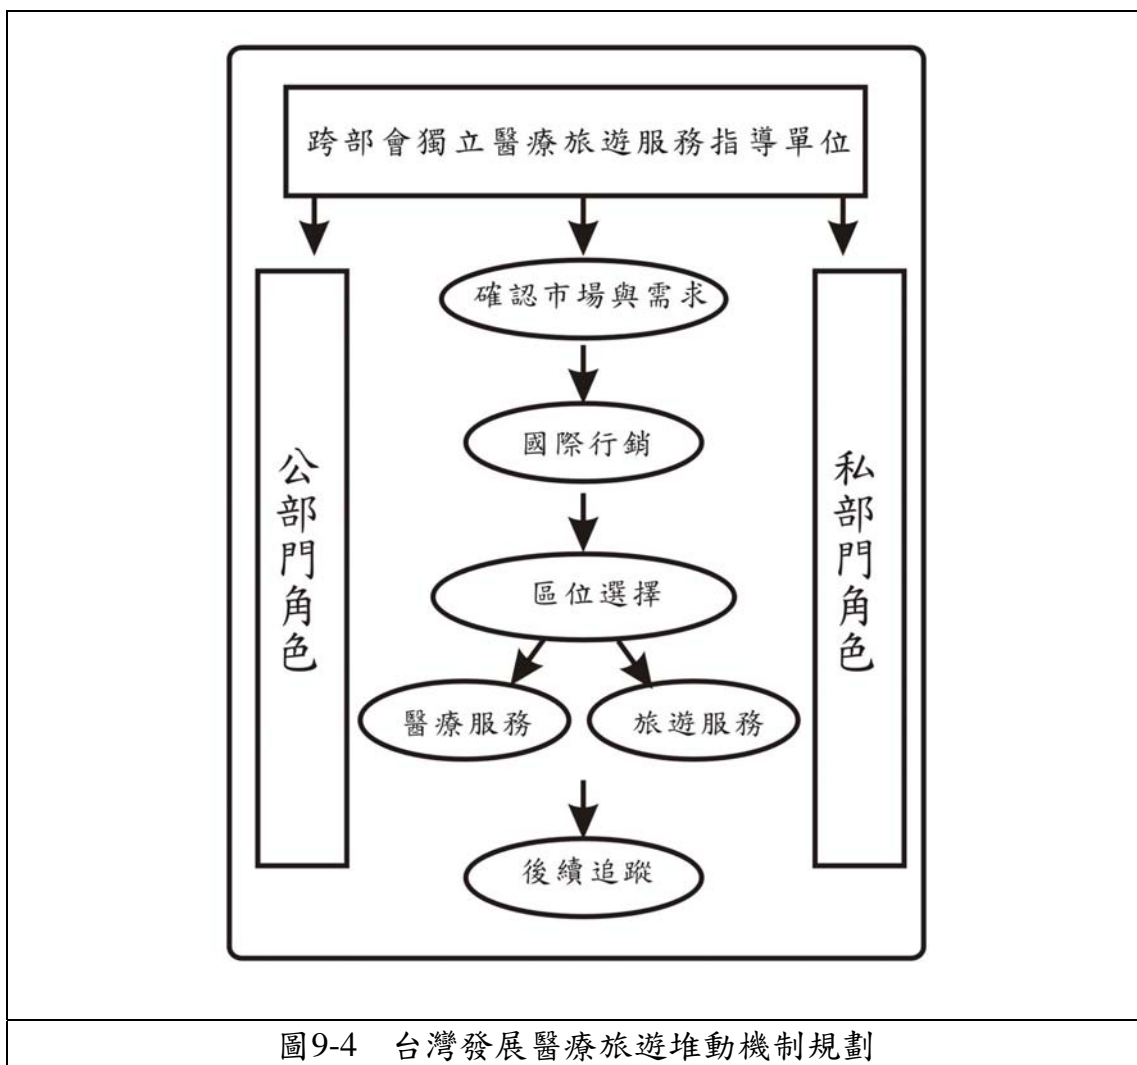 跨部會獨立醫療旅遊服務指導單位
確認市場與需求
國際行銷
公部門角色
私部門角色
區位選擇
醫療服務
旅遊服務
後續追蹤
圖9-4 台灣發展醫療旅遊堆動機制規劃